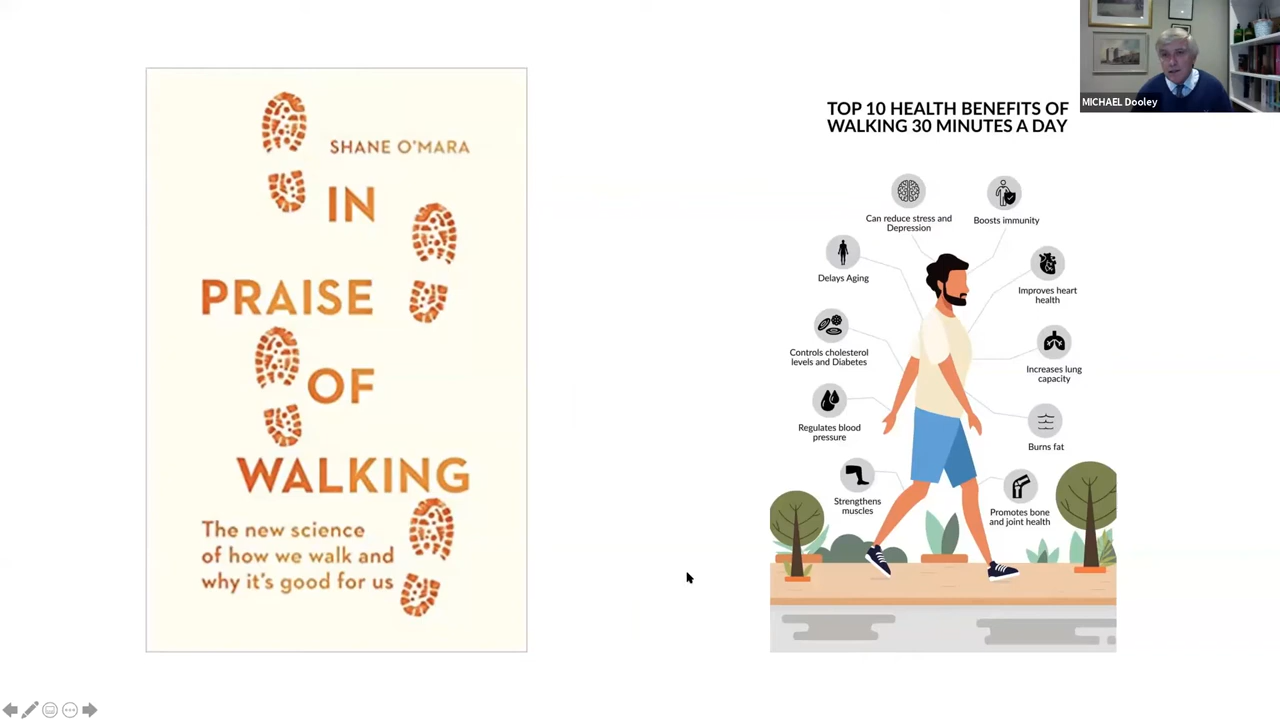 SHANE O'MARA
IN
PRAISE
OF
WALKING
The new science
of how we walk and
why it's good for us
MICHAEL Dooley
TOP 10 HEALTH BENEFITS OF
WALKING 30 MINUTES A DAY
Can reduce stress and
Depression
Boosts immunity
Delays Aging
Improves heart
health
Controls cholesterol
levels and Diabetes
Increases lung
capacity
Regulates blood
pressure
Burns fat
Strengthens
muscles
Promotes bone
and joint health